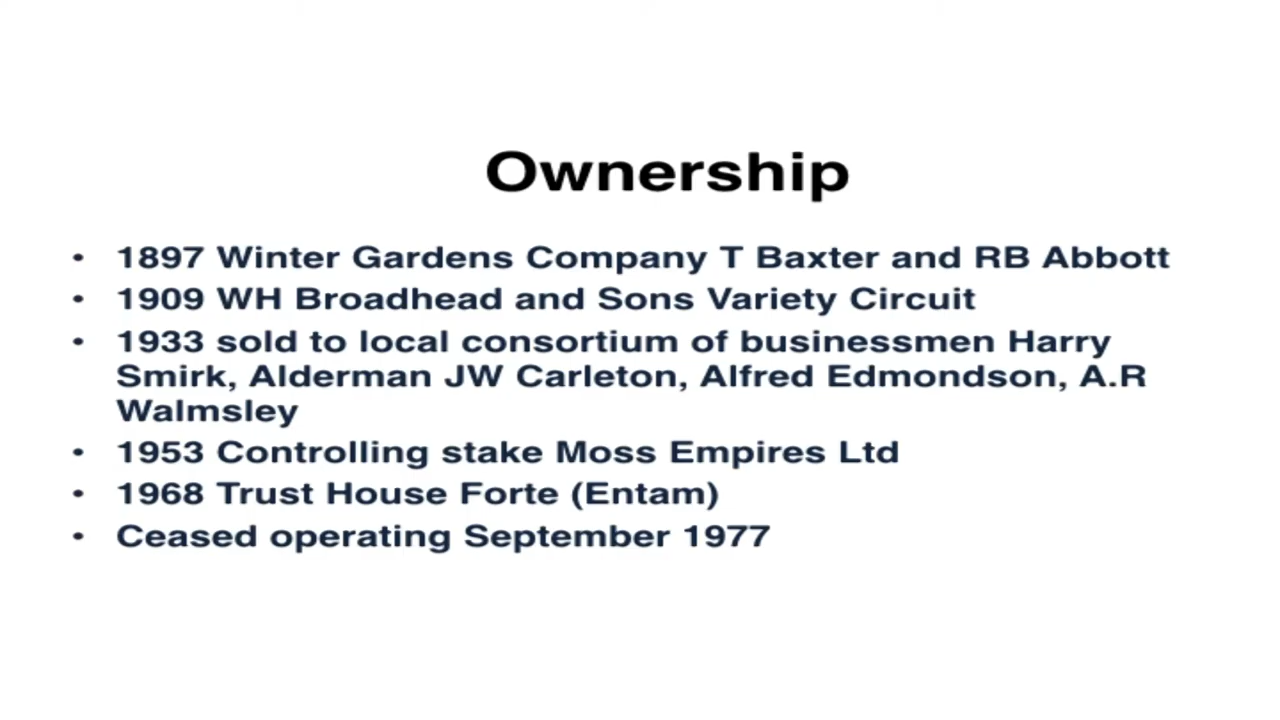 Ownership
• 1897 Winter Gardens Company T Baxter and RB Abbott
• 1909 WH Broadhead and Sons Variety Circuit
• 1933 sold to local consortium of businessmen Harry
Smirk, Alderman JW Carleton, Alfred Edmondson, A.R
Walmsley
• 1953 Controlling stake Moss Empires Ltd
• 1968 Trust House Forte (Entam)
• Ceased operating September 1977